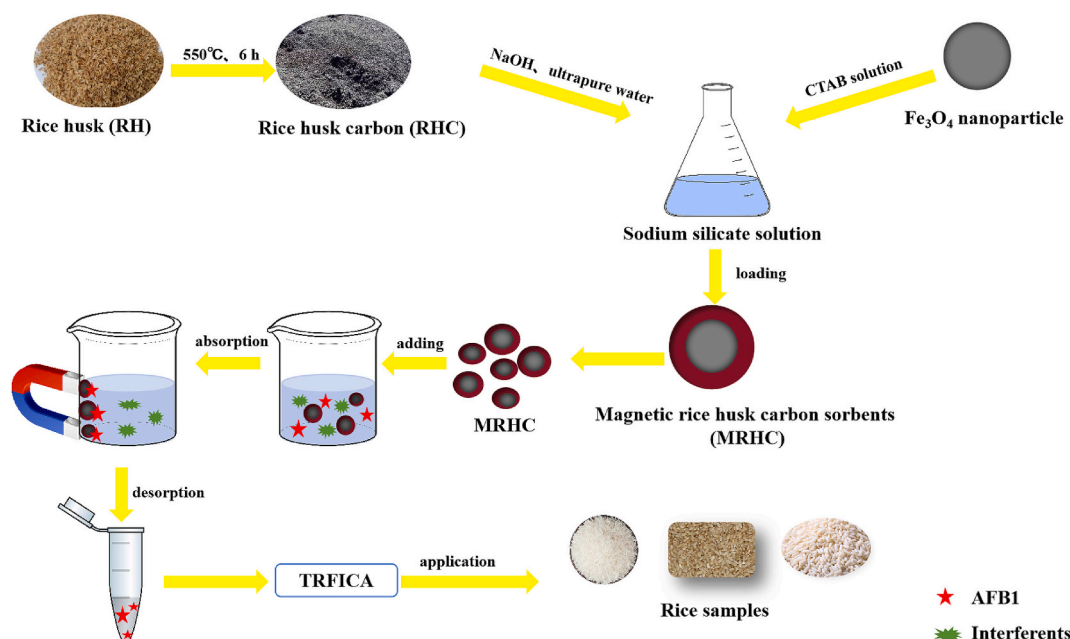 550℃、6 h
NaOH、ultrapure water
CTAB solution
Rice husk (RH)
Rice husk carbon (RHC)
Fe₃O₄ nanoparticle
Sodium silicate solution
loading
absorption
adding
MRHC
Magnetic rice husk carbon sorbents
(MRHC)
desorption
TRFICA
application
Rice samples
AFB1
Interferents